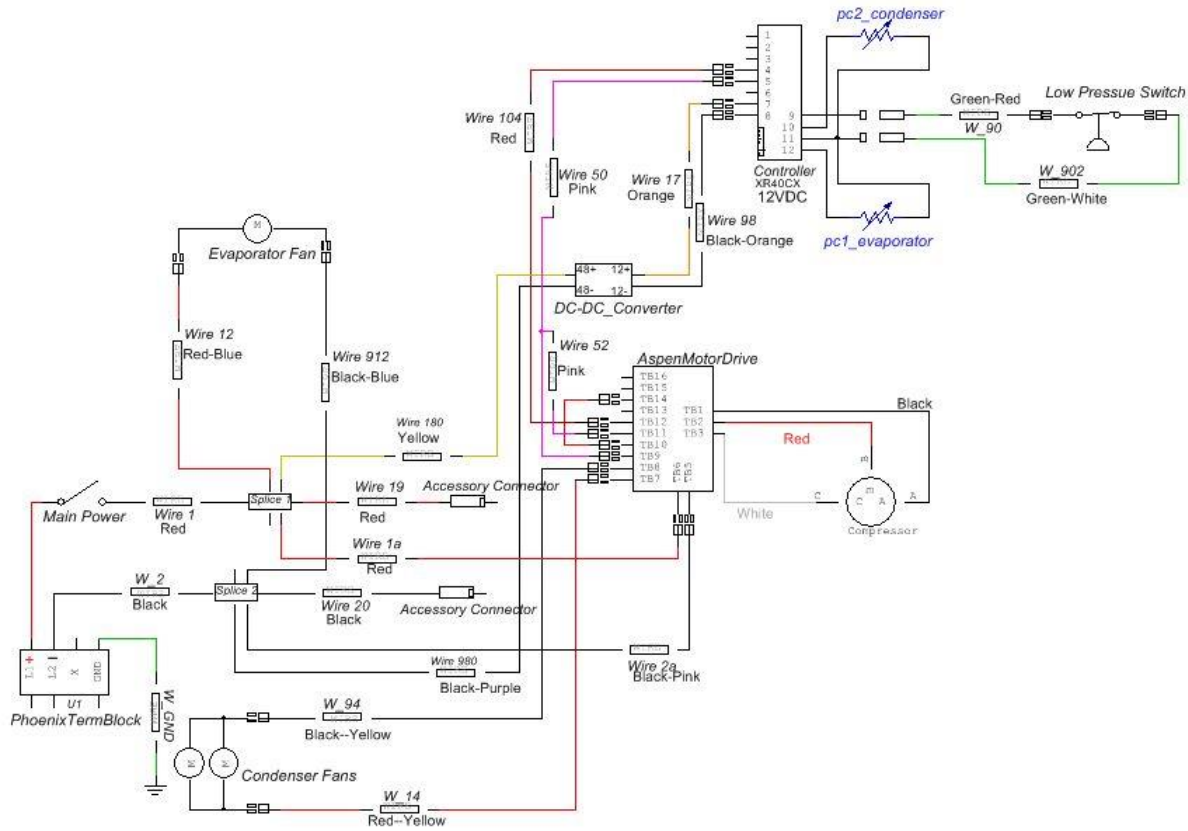 pc2_condenser
1
2
3
4
5
6
7
8
9
10
11
12
Controller
XR40CX
12VDC
Green-Red
W_90
Low Pressue Switch
W_902
Green-White
pc1_evaporator
Wire 104
Red
Wire 50
Pink
Wire 17
Orange
Wire 98
Black-Orange
M
Evaporator Fan
48+ 12+
48- 12-
DC-DC_Converter
Wire 12
Red-Blue
Wire 912
Black-Blue
Wire 52
Pink
AspenMotorDrive
TB16
TB15
TB14
TB13
TB12
TB11
TB10
TB9
TB8
TB7
TB1
TB2
TB3
TB6
TB5
Black
Red
White
B
C
A
B
C A
Compressor
Wire 180
Yellow
Main Power
Wire 1
Red
Splice 1
Wire 19
Red
Accessory Connector
Wire 1a
Red
W_2
Black
Splice 2
Wire 20
Black
Accessory Connector
Wire 980
Black-Purple
Wire 2a
Black-Pink
L1 +
L2 -
X
GND
U1
PhoenixTermBlock
W_GND
W_94
Black--Yellow
M
M
Condenser Fans
W_14
Red--Yellow